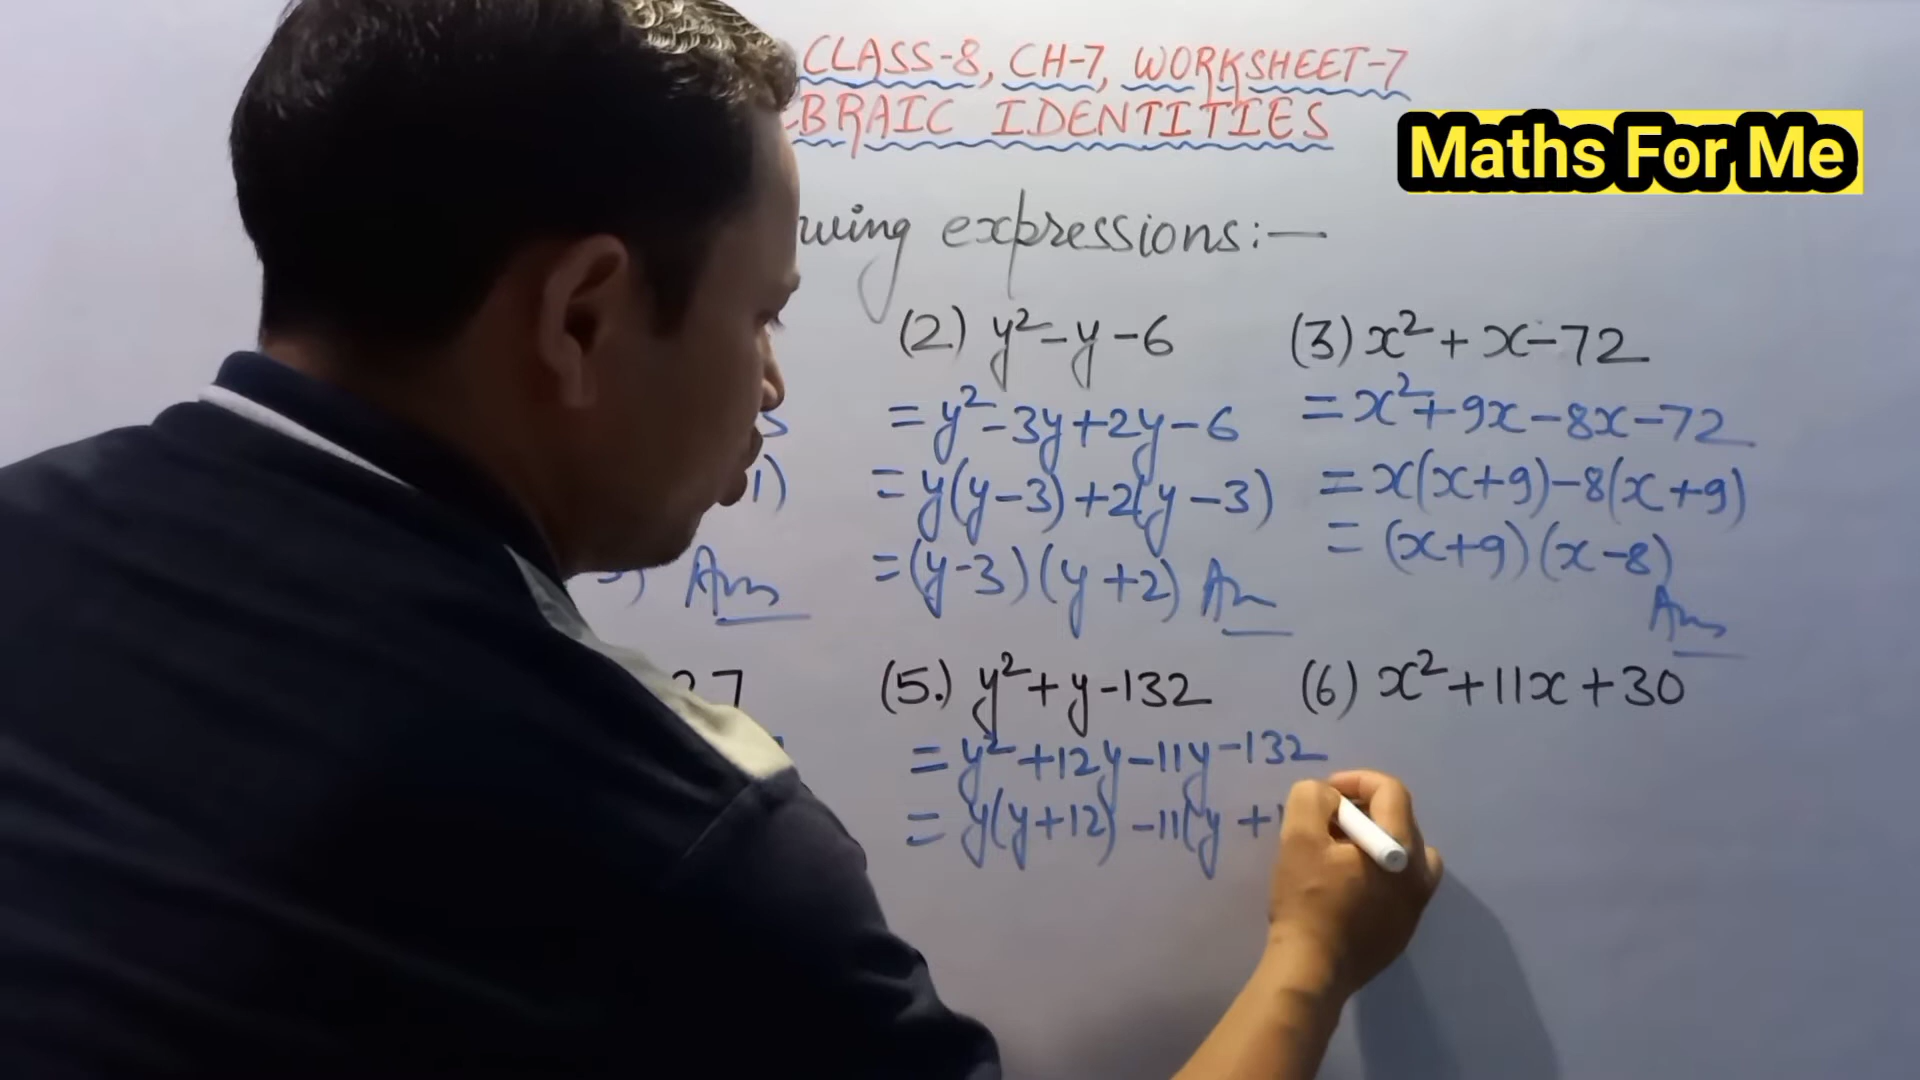 CLASS-8, CH-7, WORKSHEET-7
BRAIC IDENTITIES
Maths For Me
wing expressions:—
(2.) y² - y - 6
= y² - 3y + 2y - 6
= y(y - 3) + 2(y - 3)
= (y - 3)(y + 2) An
(3) x² + x - 72
= x² + 9x - 8x - 72
= x(x + 9) - 8(x + 9)
= (x + 9)(x - 8)
Ans
1)
Ans
27
(5.) y² + y - 132
= y² + 12y - 11y - 132
= y(y + 12) - 11(y +
(6) x² + 11x + 30